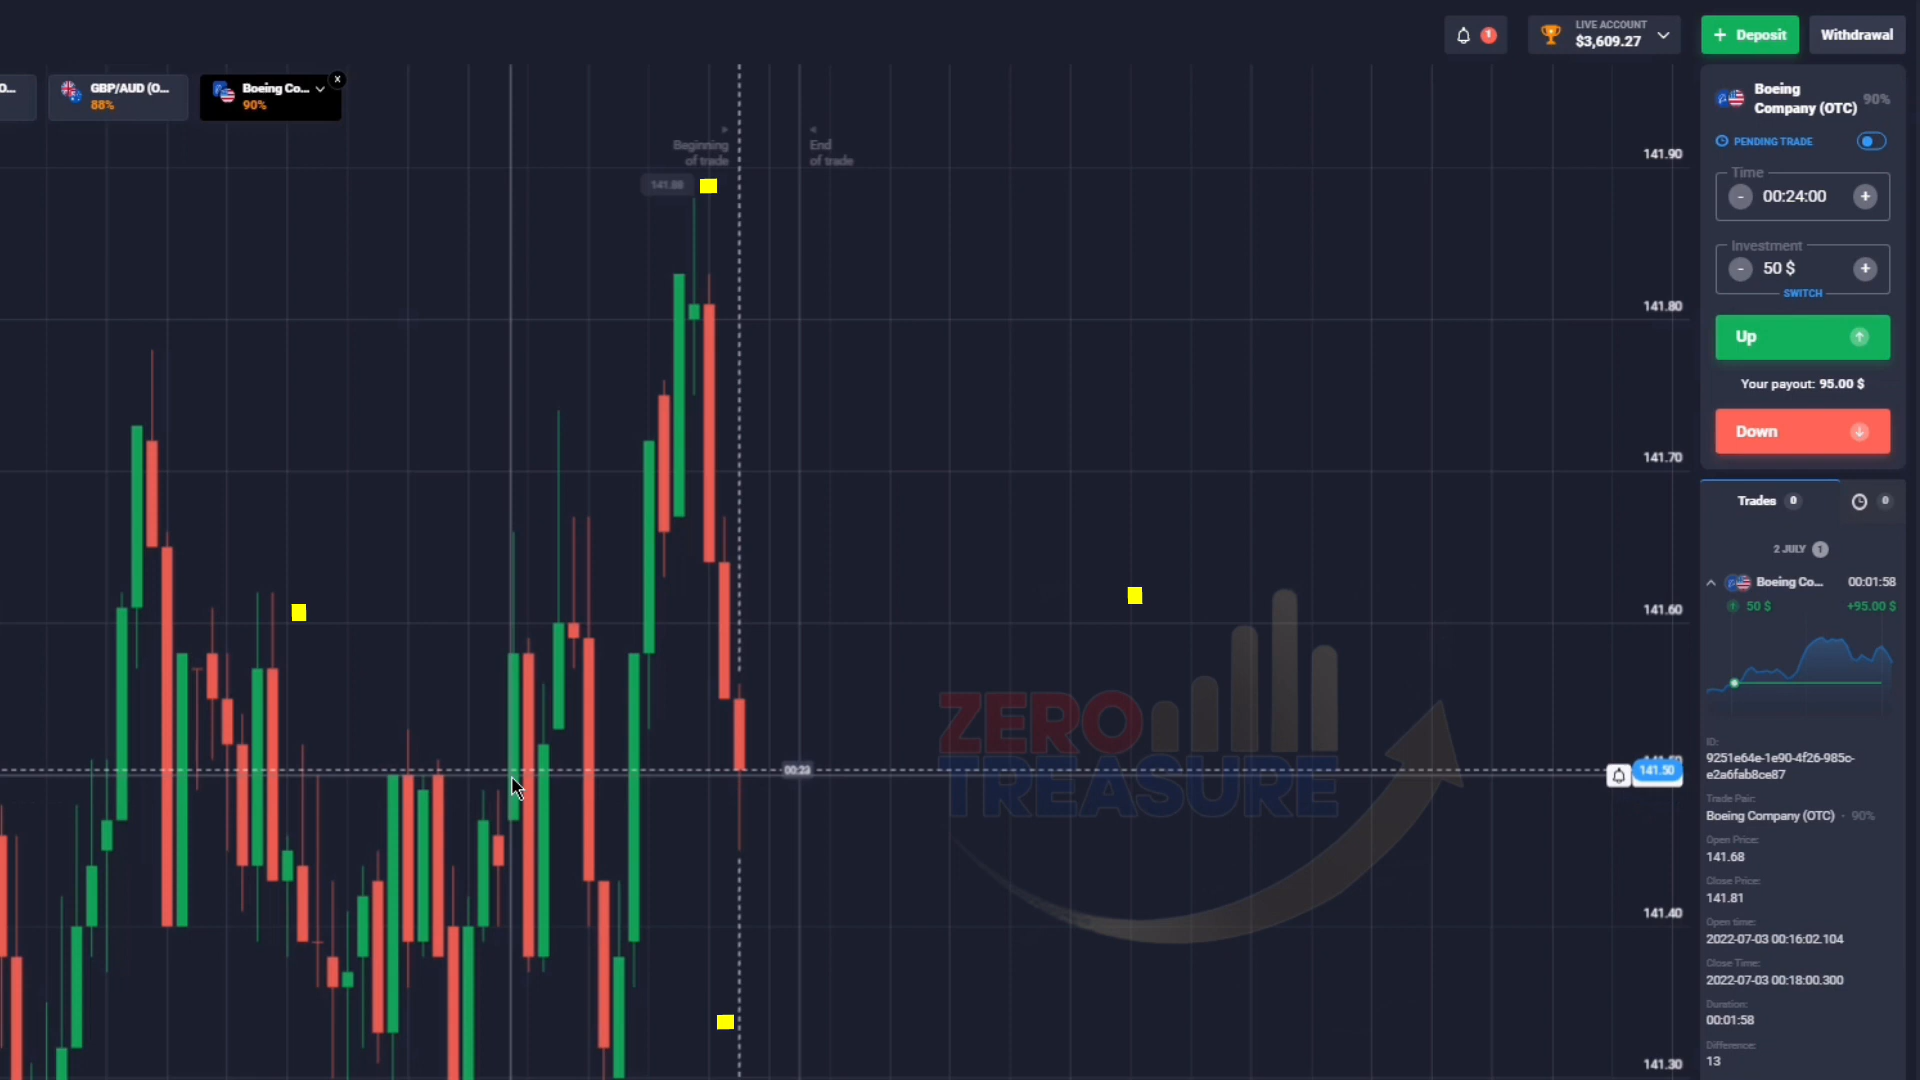 1
LIVE ACCOUNT
$3,609.27
+ Deposit
Withdrawal
O...
GBP/AUD (O...
88%
Boeing Co...
90%
x
Beginning
of trade
End
of trade
141.88
141.90
141.80
141.70
141.60
141.50
141.40
141.30
00:23
ZERO
TREASURE
Boeing
Company (OTC)
90%
PENDING TRADE
Time
- 00:24:00 +
Investment
- 50 $ +
SWITCH
Up
Your payout: 95.00 $
Down
Trades 0
0
2 JULY 1
Boeing Co... 00:01:58
50 $ +95.00 $
ID:
9251e64e-1e90-4f26-985c-
e2a6fab8ce87
Trade Pair:
Boeing Company (OTC) · 90%
Open Price:
141.68
Close Price:
141.81
Open time:
2022-07-03 00:16:02.104
Close Time:
2022-07-03 00:18:00.300
Duration:
00:01:58
Difference:
13